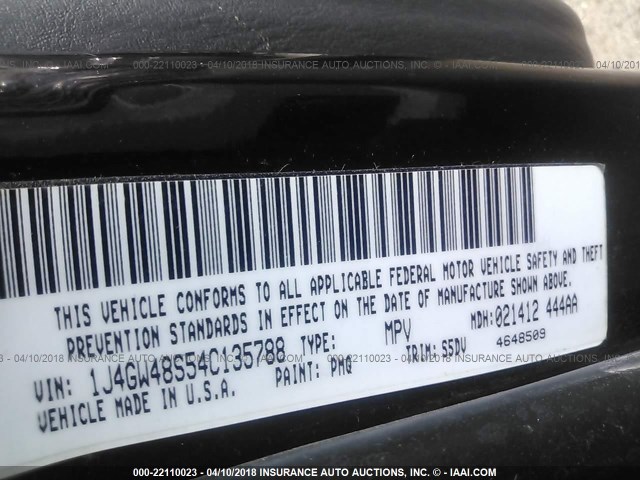 000-22110023 - 04/10/2018 INSURANCE AUTO AUCTIONS, INC. - © IAAI.COM
THIS VEHICLE CONFORMS TO ALL APPLICABLE FEDERAL MOTOR VEHICLE SAFETY AND THEFT
PREVENTION STANDARDS IN EFFECT ON THE DATE OF MANUFACTURE SHOWN ABOVE.
VIN: 1J4GW48S54C135788 TYPE: MPV MDH: 021412 444AA
VEHICLE MADE IN U.S.A. PAINT: PMQ TRIM: S5DV 4648509
000-22110023 - 04/10/2018 INSURANCE AUTO AUCTIONS, INC. - © IAAI.COM